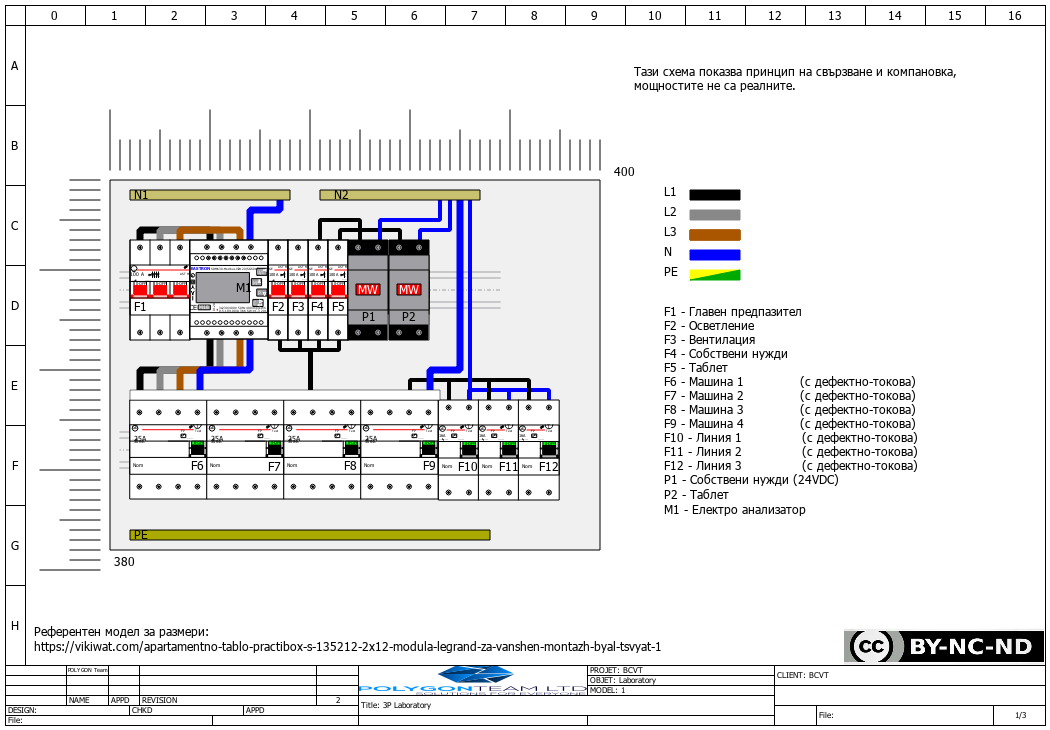 0 1 2 3 4 5 6 7 8 9 10 11 12 13 14 15 16
A
B
C
D
E
F
G
H
Тази схема показва принцип на свързване и компановка,
мощностите не са реалните.
400
380
N1 N2
M1
F1 F2 F3 F4 F5 P1 P2
MW MW
F6 F7 F8 F9 F10 F11 F12
PE
L1
L2
L3
N
PE
F1 - Главен предпазител
F2 - Осветление
F3 - Вентилация
F4 - Собствени нужди
F5 - Таблет
F6 - Машина 1 (с дефектно-токова)
F7 - Машина 2 (с дефектно-токова)
F8 - Машина 3 (с дефектно-токова)
F9 - Машина 4 (с дефектно-токова)
F10 - Линия 1 (с дефектно-токова)
F11 - Линия 2 (с дефектно-токова)
F12 - Линия 3 (с дефектно-токова)
P1 - Собствени нужди (24VDC)
P2 - Таблет
M1 - Електро анализатор
Референтен модел за размери:
https://vikiwat.com/apartamentno-tablo-practibox-s-135212-2x12-modula-legrand-za-vanshen-montazh-byal-tsvyat-1
cc BY-NC-ND
POLYGON Team
NAME APPD REVISION 2
DESIGN: CHKD APPD
File:
POLYGONTEAM LTD
SOLUTIONS FOR EVERYONE
Title: 3P Laboratory
PROJET: BCVT
OBJET: Laboratory
MODEL: 1
CLIENT: BCVT
File: 1/3